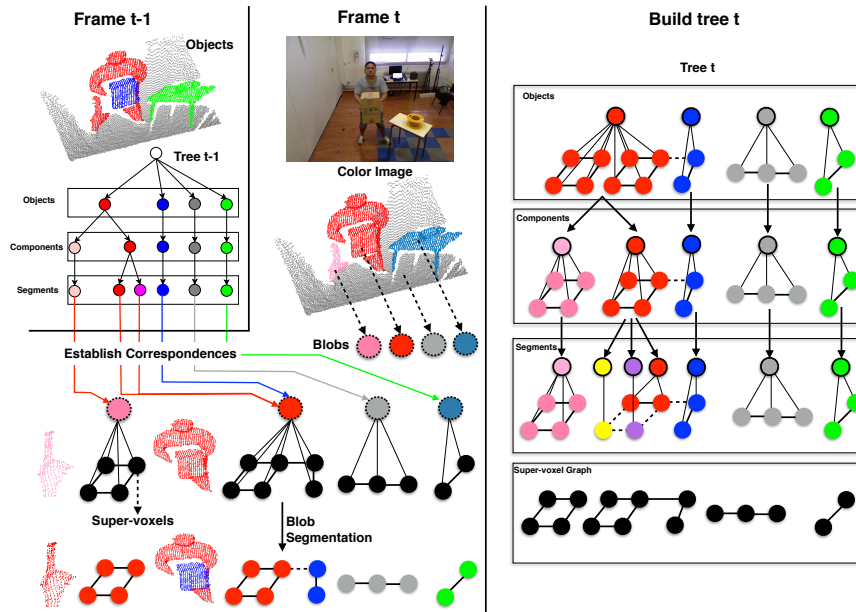 Frame t-1
Objects
Tree t-1
Objects
Components
Segments
Frame t
Color Image
Blobs
Establish Correspondences
Super-voxels
Blob
Segmentation
Build tree t
Tree t
Objects
Components
Segments
Super-voxel Graph